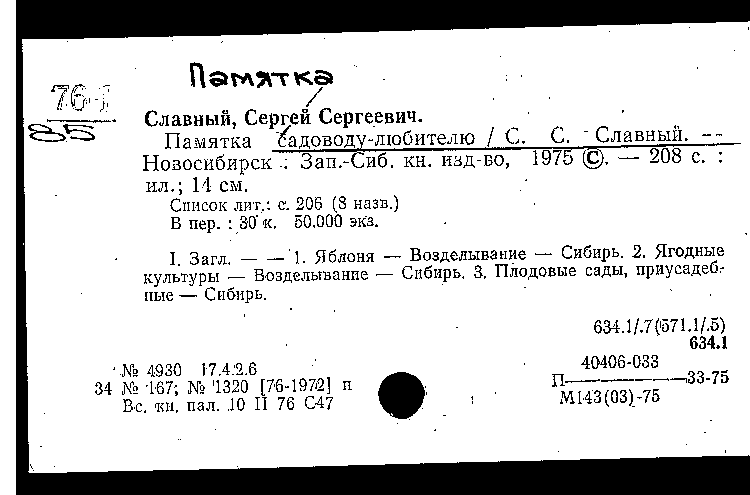 Памятка
76-1
85
Славный, Сергей Сергеевич.
Памятка садоводу-любителю / С. С. Славный. --
Новосибирск : Зап.-Сиб. кн. изд-во, 1975 ©. — 208 с. :
ил.; 14 см.
Список лит.: с. 206 (8 назв.)
В пер. : 30 к. 50.000 экз.
I. Загл. — — 1. Яблоня — Возделывание — Сибирь. 2. Ягодные
культуры — Возделывание — Сибирь. 3. Плодовые сады, приусадеб-
ные — Сибирь.
634.1/.7(571.1/.5)
634.1
№ 4930 17.4.2.6
34 № 167; № 1320 [76-1972] п
Вс. кн. пал. 10 II 76 С47
40406-033
П————33-75
М143(03)-75